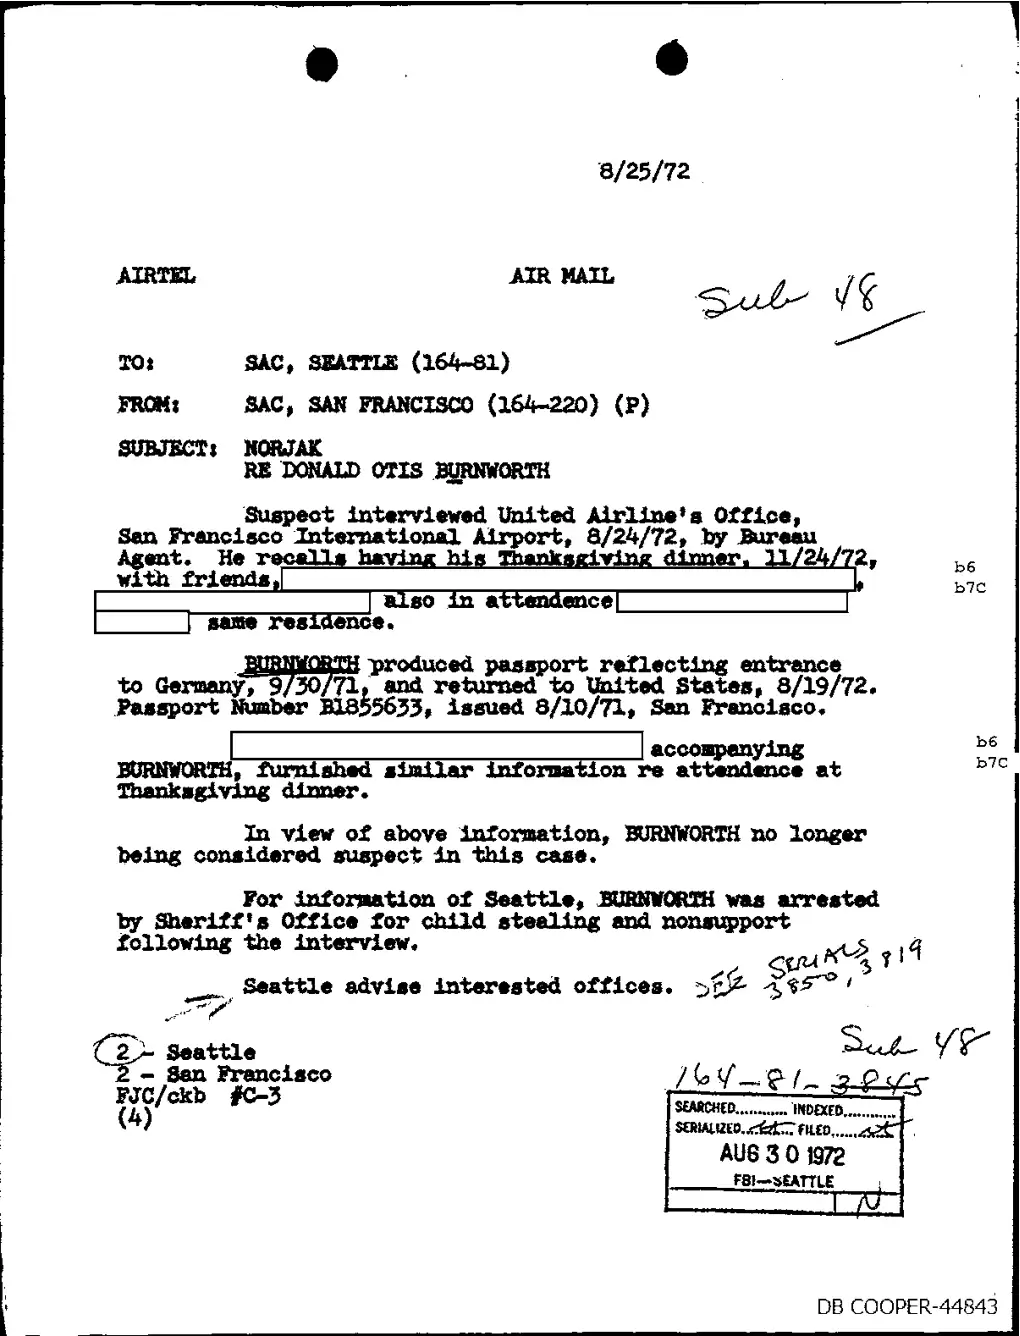 8/25/72
AIRTEL AIR MAIL
Sub 48
TO: SAC, SEATTLE (164-81)
FROM: SAC, SAN FRANCISCO (164-220) (P)
SUBJECT: NORJAK
RE DONALD OTIS BURNWORTH
Suspect interviewed United Airline's Office,
San Francisco International Airport, 8/24/72, by Bureau
Agent. He recalls having his Thanksgiving dinner, 11/24/72,
with friends, ,
b6
b7C
also in attendence
same residence.
BURNWORTH produced passport reflecting entrance
to Germany, 9/30/71, and returned to United States, 8/19/72.
Passport Number B1855633, issued 8/10/71, San Francisco.
accompanying
b6
b7C
BURNWORTH, furnished similar information re attendence at
Thanksgiving dinner.
In view of above information, BURNWORTH no longer
being considered suspect in this case.
For information of Seattle, BURNWORTH was arrested
by Sheriff's Office for child stealing and nonsupport
following the interview.
Seattle advise interested offices.
SEE SERIALS
3850, 3819
2 - Seattle
2 - San Francisco
FJC/ckb #C-3
(4)
Sub 48
164-81-3845
SEARCHED............ INDEXED............
SERIALIZED............ FILED............
AUG 30 1972
FBI—SEATTLE
N
DB COOPER-44843